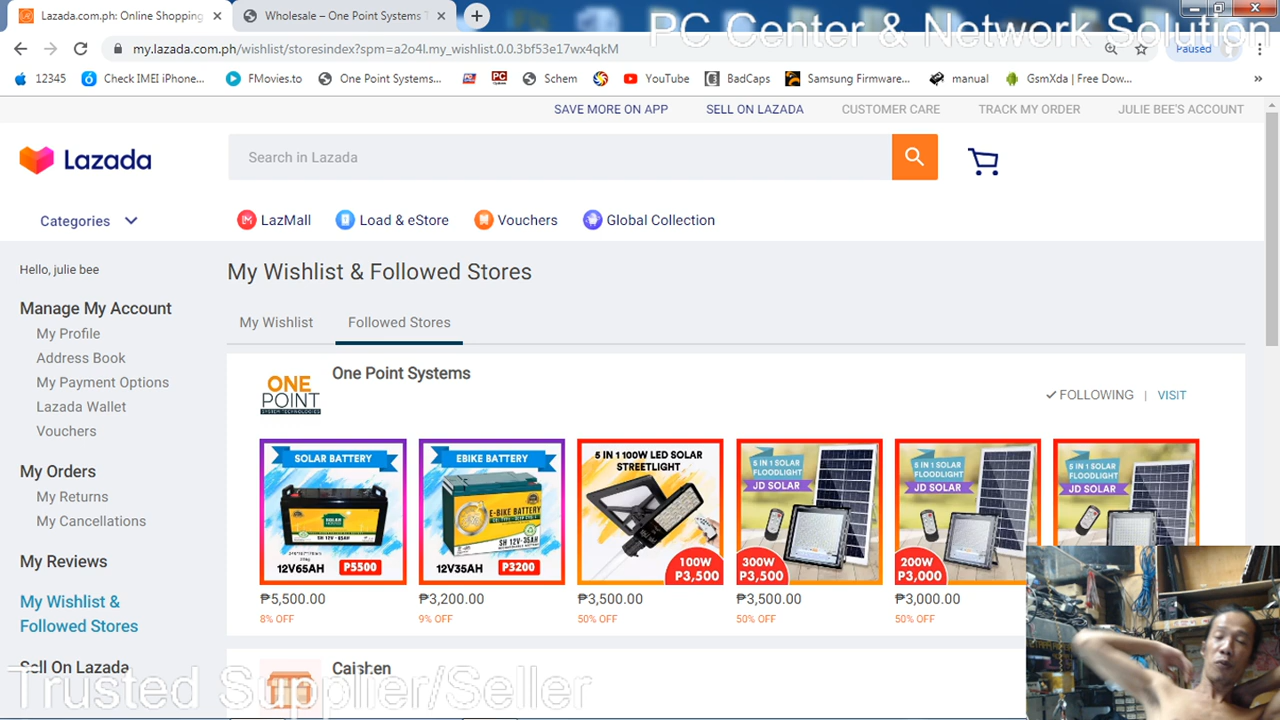 Lazada.com.ph: Online Shopping
Wholesale – One Point Systems T
PC Center & Network Solution
my.lazada.com.ph/wishlist/storesindex?spm=a2o4l.my_wishlist.0.0.3bf53e17wx4qkM
Paused
12345
Check IMEI iPhone...
FMovies.to
One Point Systems...
Schem
YouTube
BadCaps
Samsung Firmware...
manual
GsmXda | Free Dow...
»
SAVE MORE ON APP
SELL ON LAZADA
CUSTOMER CARE
TRACK MY ORDER
JULIE BEE'S ACCOUNT
Lazada
Search in Lazada
Categories
LazMall
Load & eStore
Vouchers
Global Collection
Hello, julie bee
Manage My Account
My Profile
Address Book
My Payment Options
Lazada Wallet
Vouchers
My Orders
My Returns
My Cancellations
My Reviews
My Wishlist &
Followed Stores
Sell On Lazada
My Wishlist & Followed Stores
My Wishlist
Followed Stores
ONE
POINT
One Point Systems
FOLLOWING | VISIT
SOLAR BATTERY
12V65AH
P5500
₱5,500.00
8% OFF
EBIKE BATTERY
E-BIKE BATTERY
SH 12V-35AH
12V35AH
P3200
₱3,200.00
9% OFF
5 IN 1 100W LED SOLAR
STREETLIGHT
100W
P3,500
₱3,500.00
50% OFF
5 IN 1 SOLAR
FLOODLIGHT
JD SOLAR
300W
P3,500
₱3,500.00
50% OFF
5 IN 1 SOLAR
FLOODLIGHT
JD SOLAR
200W
P3,000
₱3,000.00
50% OFF
5 IN 1 SOLAR
FLOODLIGHT
JD SOLAR
Caishen
Trusted Supplier/Seller